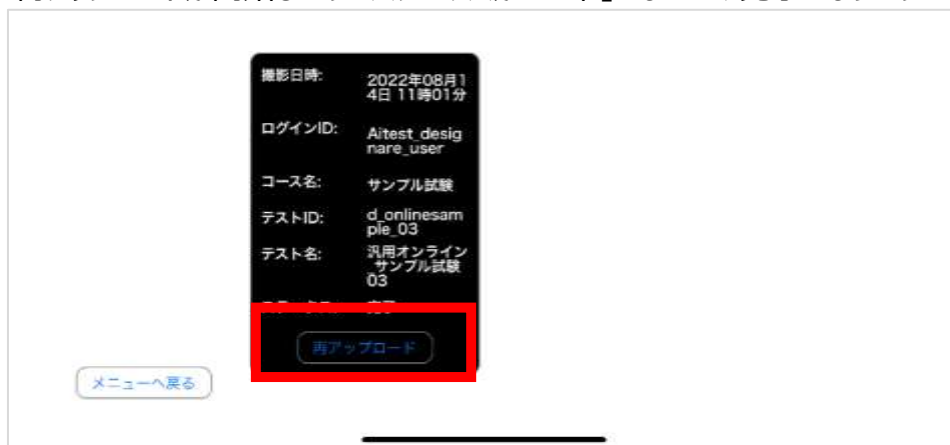 撮影日時:
2022年08月1
4日 11時01分
ログインID:
Aitest_desig
nare_user
コース名:
サンプル試験
テストID:
d_onlinesam
ple_03
テスト名:
汎用オンライン
_サンプル試験
03
再アップロード
メニューへ戻る